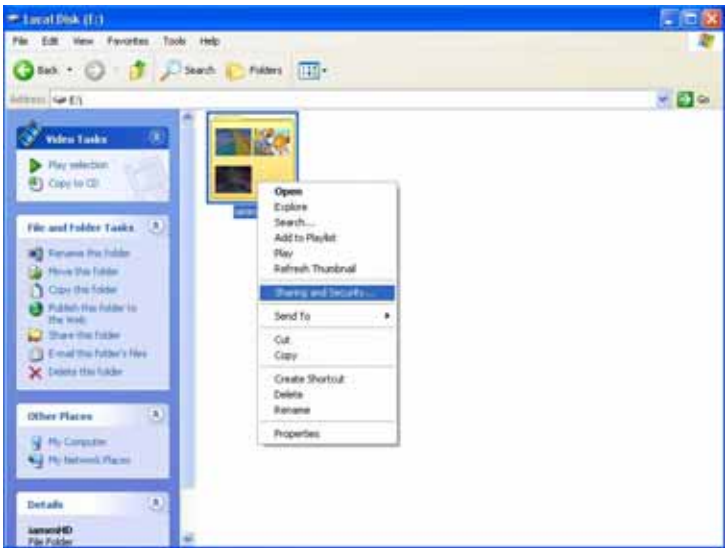 Local Disk (E:)
File Edit View Favorites Tools Help
Back Search Folders
Address E:\ Go
Video Tasks
Play selection
Copy to CD
File and Folder Tasks
Rename this folder
Move this folder
Copy this folder
Publish this folder to
the Web
Share this folder
E-mail this folder's files
Delete this folder
Other Places
My Computer
My Network Places
Details
File Folder
Open
Explore
Search...
Add to Playlist
Play
Refresh Thumbnail
Sharing and Security...
Send To
Cut
Copy
Create Shortcut
Delete
Rename
Properties